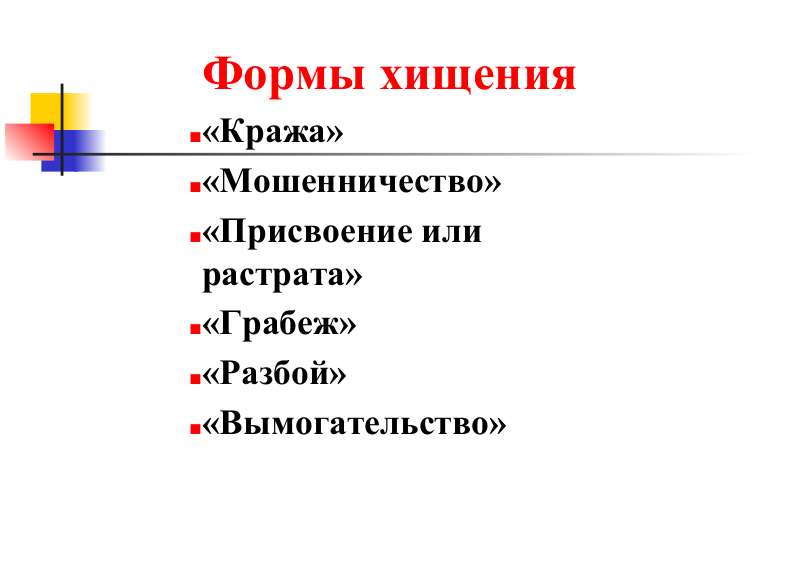 Формы хищения
«Кража»
«Мошенничество»
«Присвоение или
растрата»
«Грабеж»
«Разбой»
«Вымогательство»